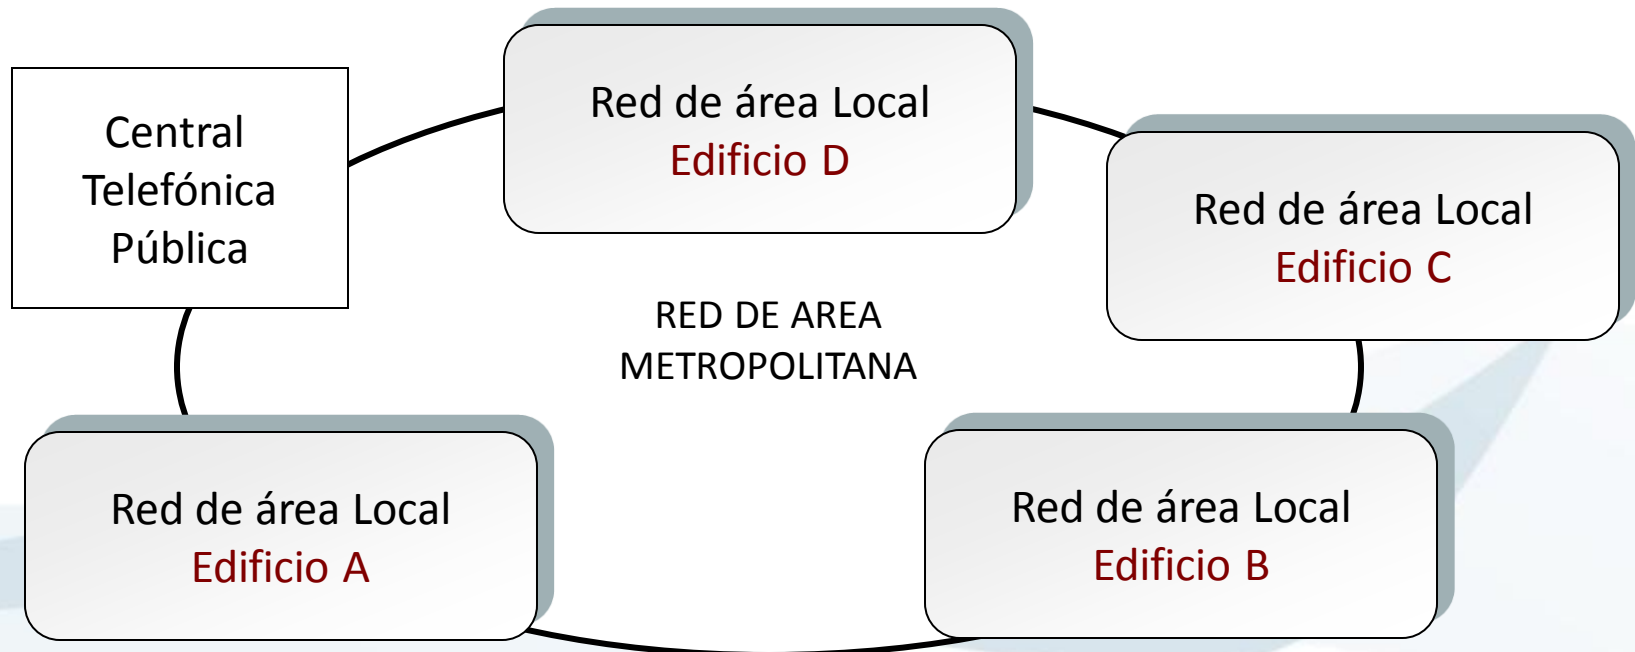 Central
Telefónica
Pública
Red de área Local
Edificio D
Red de área Local
Edificio C
RED DE AREA
METROPOLITANA
Red de área Local
Edificio A
Red de área Local
Edificio B